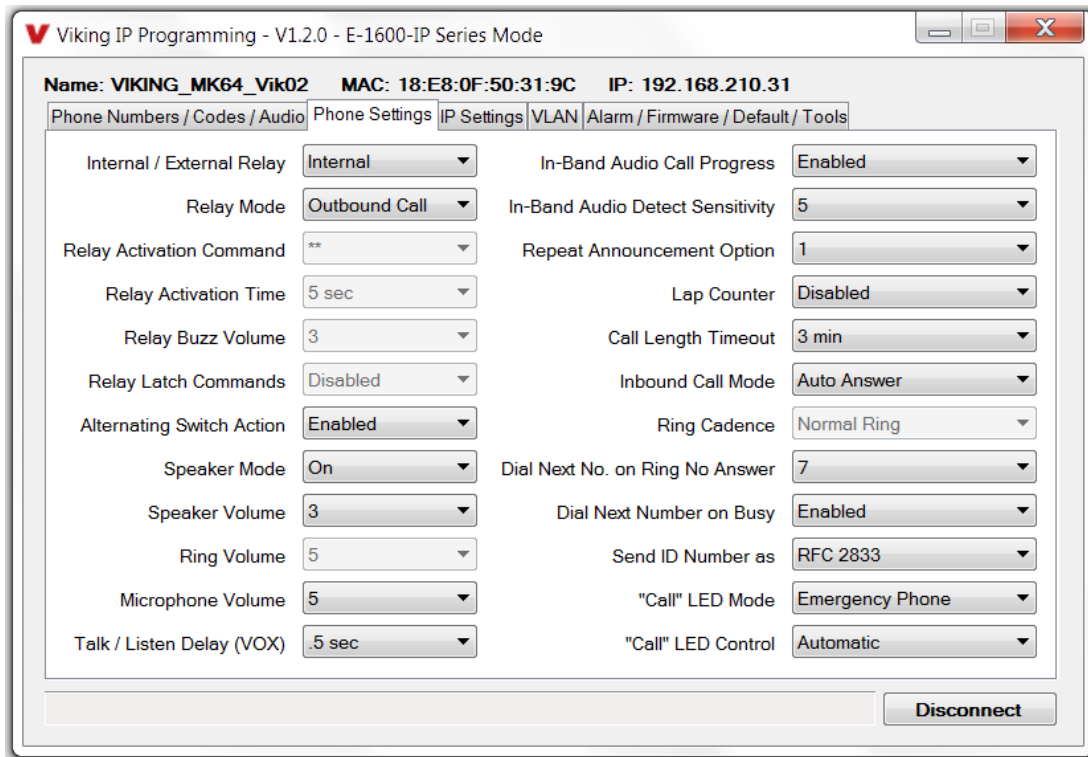 Viking IP Programming - V1.2.0 - E-1600-IP Series Mode
Name: VIKING_MK64_Vik02 MAC: 18:E8:0F:50:31:9C IP: 192.168.210.31
Phone Numbers / Codes / Audio Phone Settings IP Settings VLAN Alarm / Firmware / Default / Tools
Internal / External Relay Internal
Relay Mode Outbound Call
Relay Activation Command **
Relay Activation Time 5 sec
Relay Buzz Volume 3
Relay Latch Commands Disabled
Alternating Switch Action Enabled
Speaker Mode On
Speaker Volume 3
Ring Volume 5
Microphone Volume 5
Talk / Listen Delay (VOX) .5 sec
In-Band Audio Call Progress Enabled
In-Band Audio Detect Sensitivity 5
Repeat Announcement Option 1
Lap Counter Disabled
Call Length Timeout 3 min
Inbound Call Mode Auto Answer
Ring Cadence Normal Ring
Dial Next No. on Ring No Answer 7
Dial Next Number on Busy Enabled
Send ID Number as RFC 2833
"Call" LED Mode Emergency Phone
"Call" LED Control Automatic
Disconnect